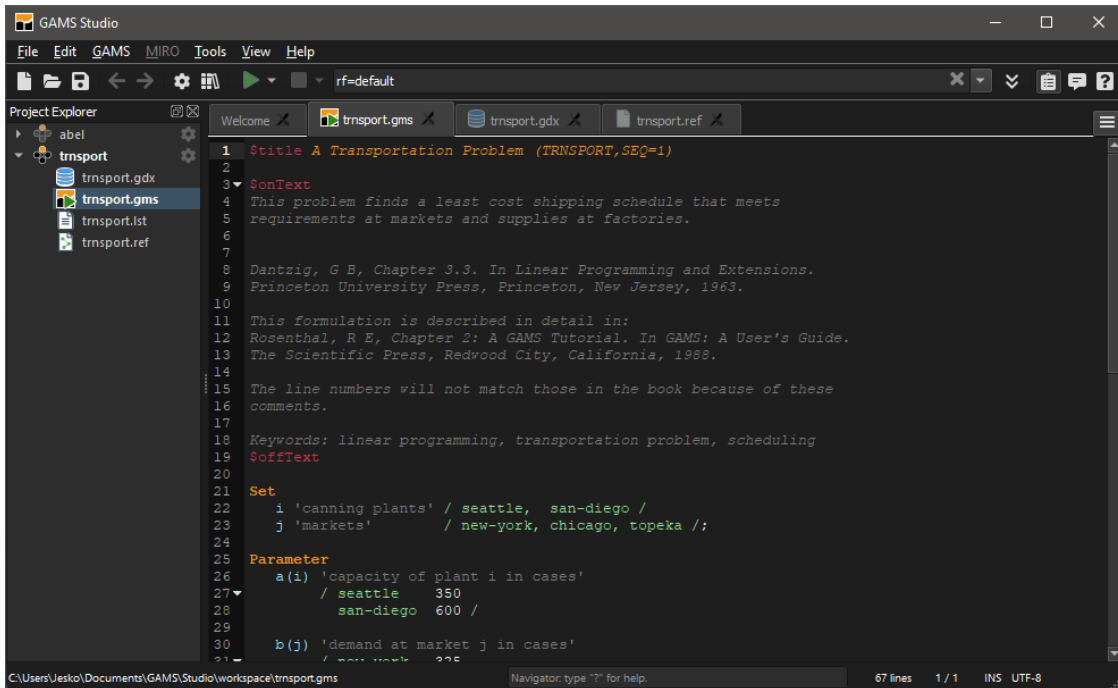 GAMS Studio
File Edit GAMS MIRO Tools View Help
rf=default
Project Explorer
abel
trnsport
trnsport.gdx
trnsport.gms
trnsport.lst
trnsport.ref
Welcome trnsport.gms trnsport.gdx trnsport.ref
1 $title A Transportation Problem (TRNSPORT,SEQ=1)
2
3 $onText
4 This problem finds a least cost shipping schedule that meets
5 requirements at markets and supplies at factories.
6
7
8 Dantzig, G B, Chapter 3.3. In Linear Programming and Extensions.
9 Princeton University Press, Princeton, New Jersey, 1963.
10
11 This formulation is described in detail in:
12 Rosenthal, R E, Chapter 2: A GAMS Tutorial. In GAMS: A User's Guide.
13 The Scientific Press, Redwood City, California, 1988.
14
15 The line numbers will not match those in the book because of these
16 comments.
17
18 Keywords: linear programming, transportation problem, scheduling
19 $offText
20
21 Set
22 i 'canning plants' / seattle, san-diego /
23 j 'markets' / new-york, chicago, topeka /;
24
25 Parameter
26 a(i) 'capacity of plant i in cases'
27 / seattle 350
28 san-diego 600 /
29
30 b(j) 'demand at market j in cases'
31 / new-york 325
C:\Users\Jesko\Documents\GAMS\Studio\workspace\trnsport.gms Navigator: type "?" for help. 67 lines 1 / 1 INS UTF-8